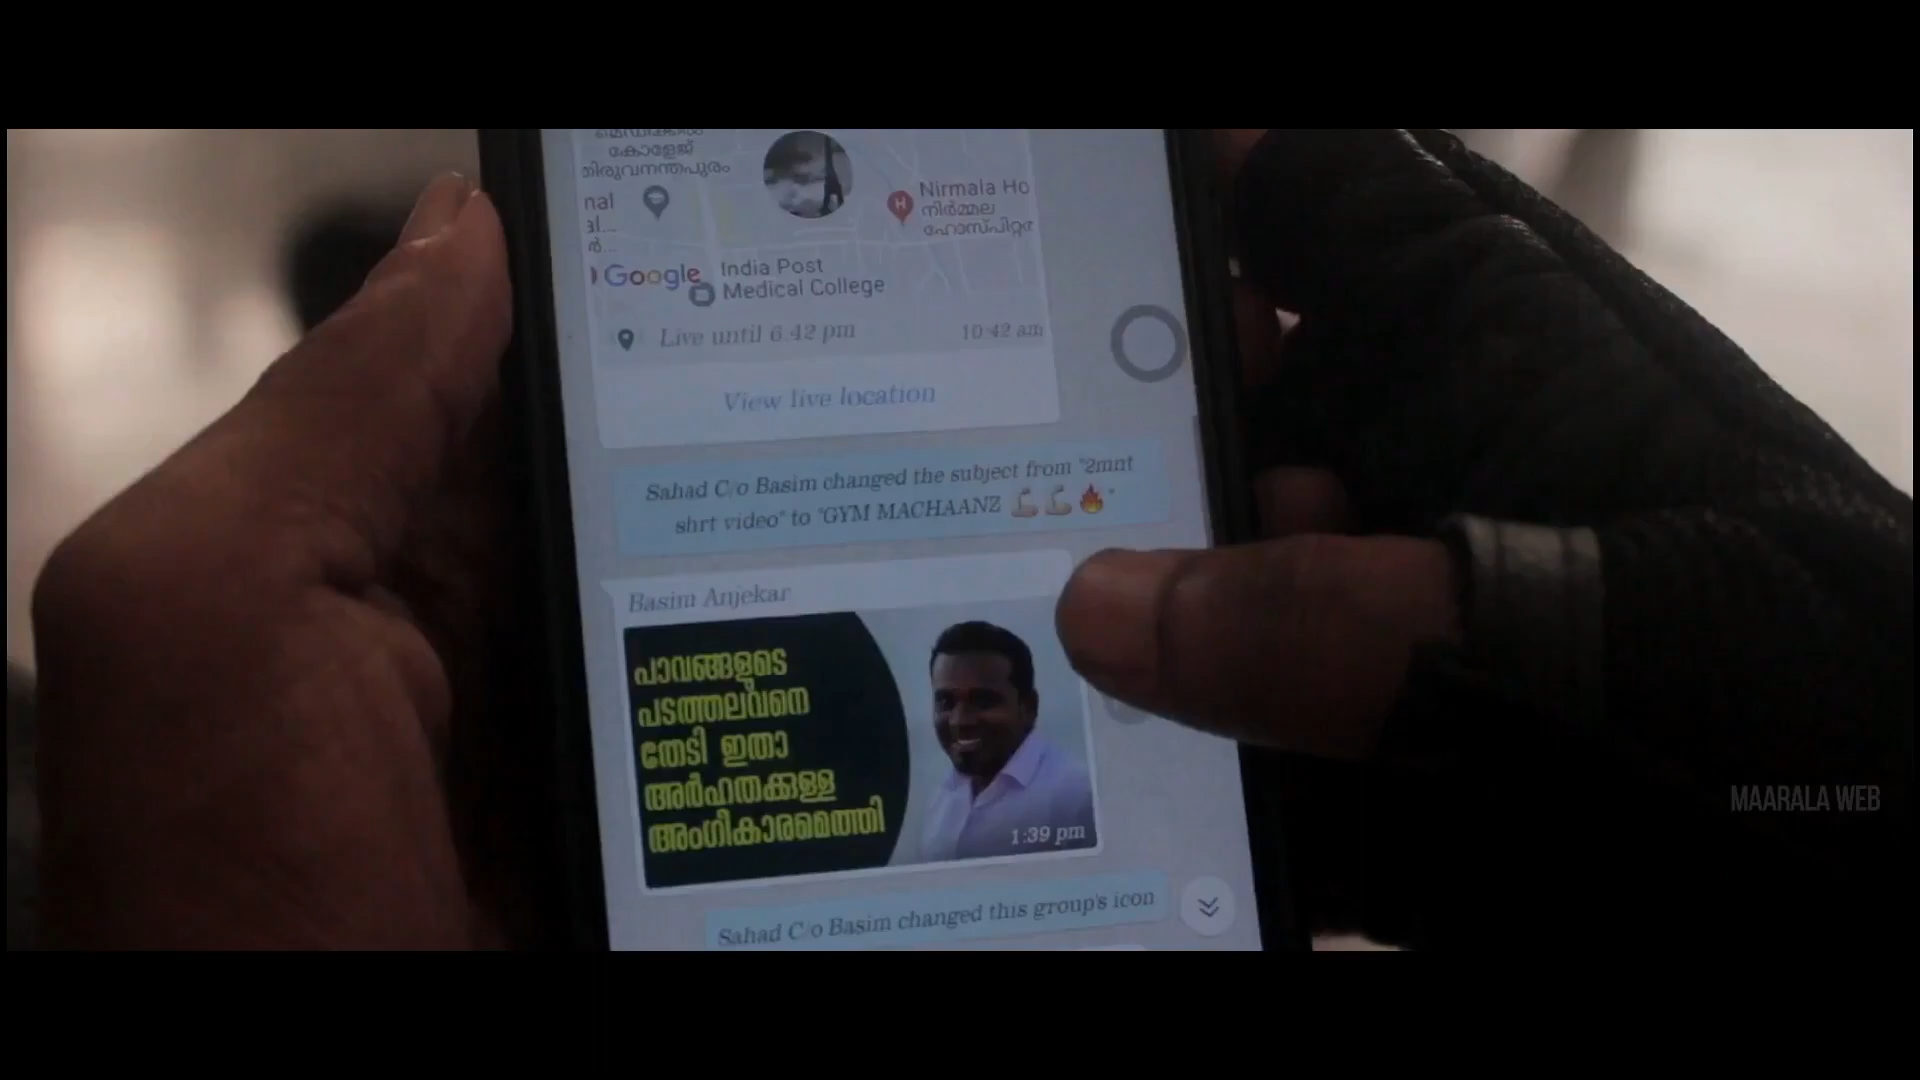 കോളേജ്
തിരുവനന്തപുരം
Nirmala Ho
നിർമ്മല
ഹോസ്പിറ്റ
nal
al...
ർ...
Google
India Post
Medical College
Live until 6.42 pm
10:42 am
View live location
Sahad C/o Basim changed the subject from "2mnt
shrt video" to "GYM MACHAANZ 💪💪🔥"
Basim Anjekar
പാവങ്ങളുടെ
പടത്തലവനെ
തേടി ഇതാ
അർഹതക്കുള്ള
അംഗീകാരമെത്തി
1:39 pm
Sahad C/o Basim changed this group's icon
MAARALA WEB